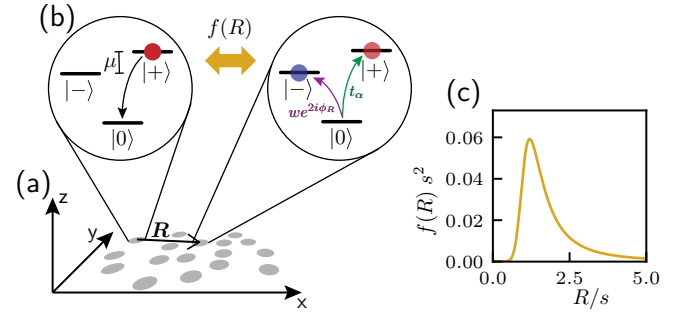 (b)
f(R)
μ
|+⟩
|−⟩
|0⟩
|+⟩
|−⟩
t_α
we^{2iϕ_R}
|0⟩
(a)
z
y
R
x
(c)
f(R) s²
0.06
0.04
0.02
0.00
0.0 2.5 5.0
R/s